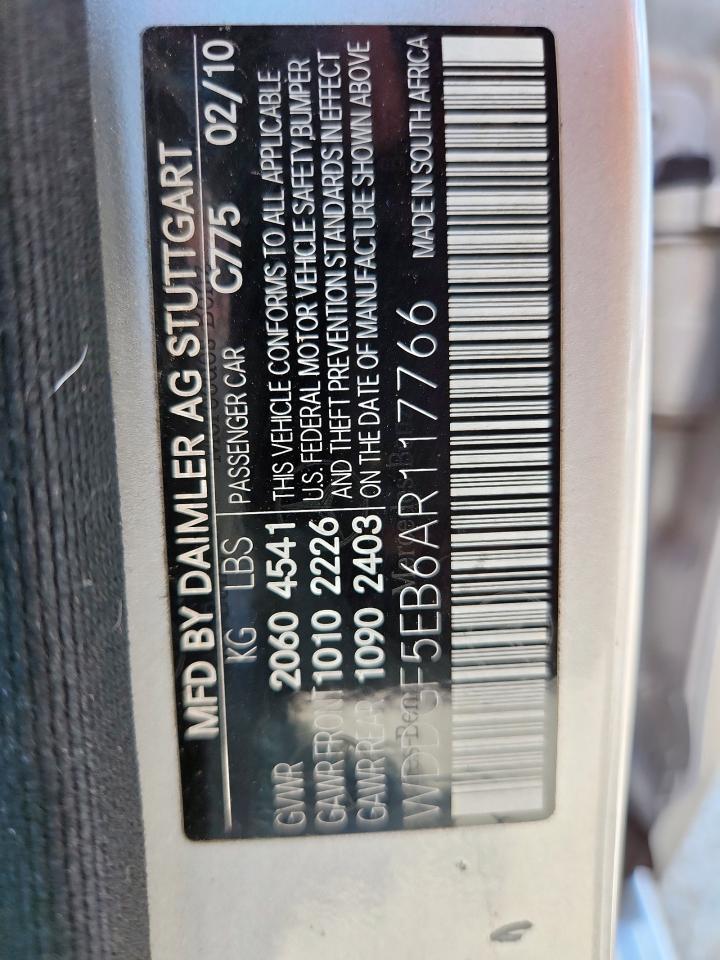 MFD BY DAIMLER AG STUTTGART
KG LBS PASSENGER CAR C775 02/10
GVWR 2060 4541 THIS VEHICLE CONFORMS TO ALL APPLICABLE
GAWR FRONT 1010 2226 U.S. FEDERAL MOTOR VEHICLE SAFETY,BUMPER
GAWR REAR 1090 2403 AND THEFT PREVENTION STANDARDS IN EFFECT
ON THE DATE OF MANUFACTURE SHOWN ABOVE
WDDGF5EB6AR117766 MADE IN SOUTH AFRICA